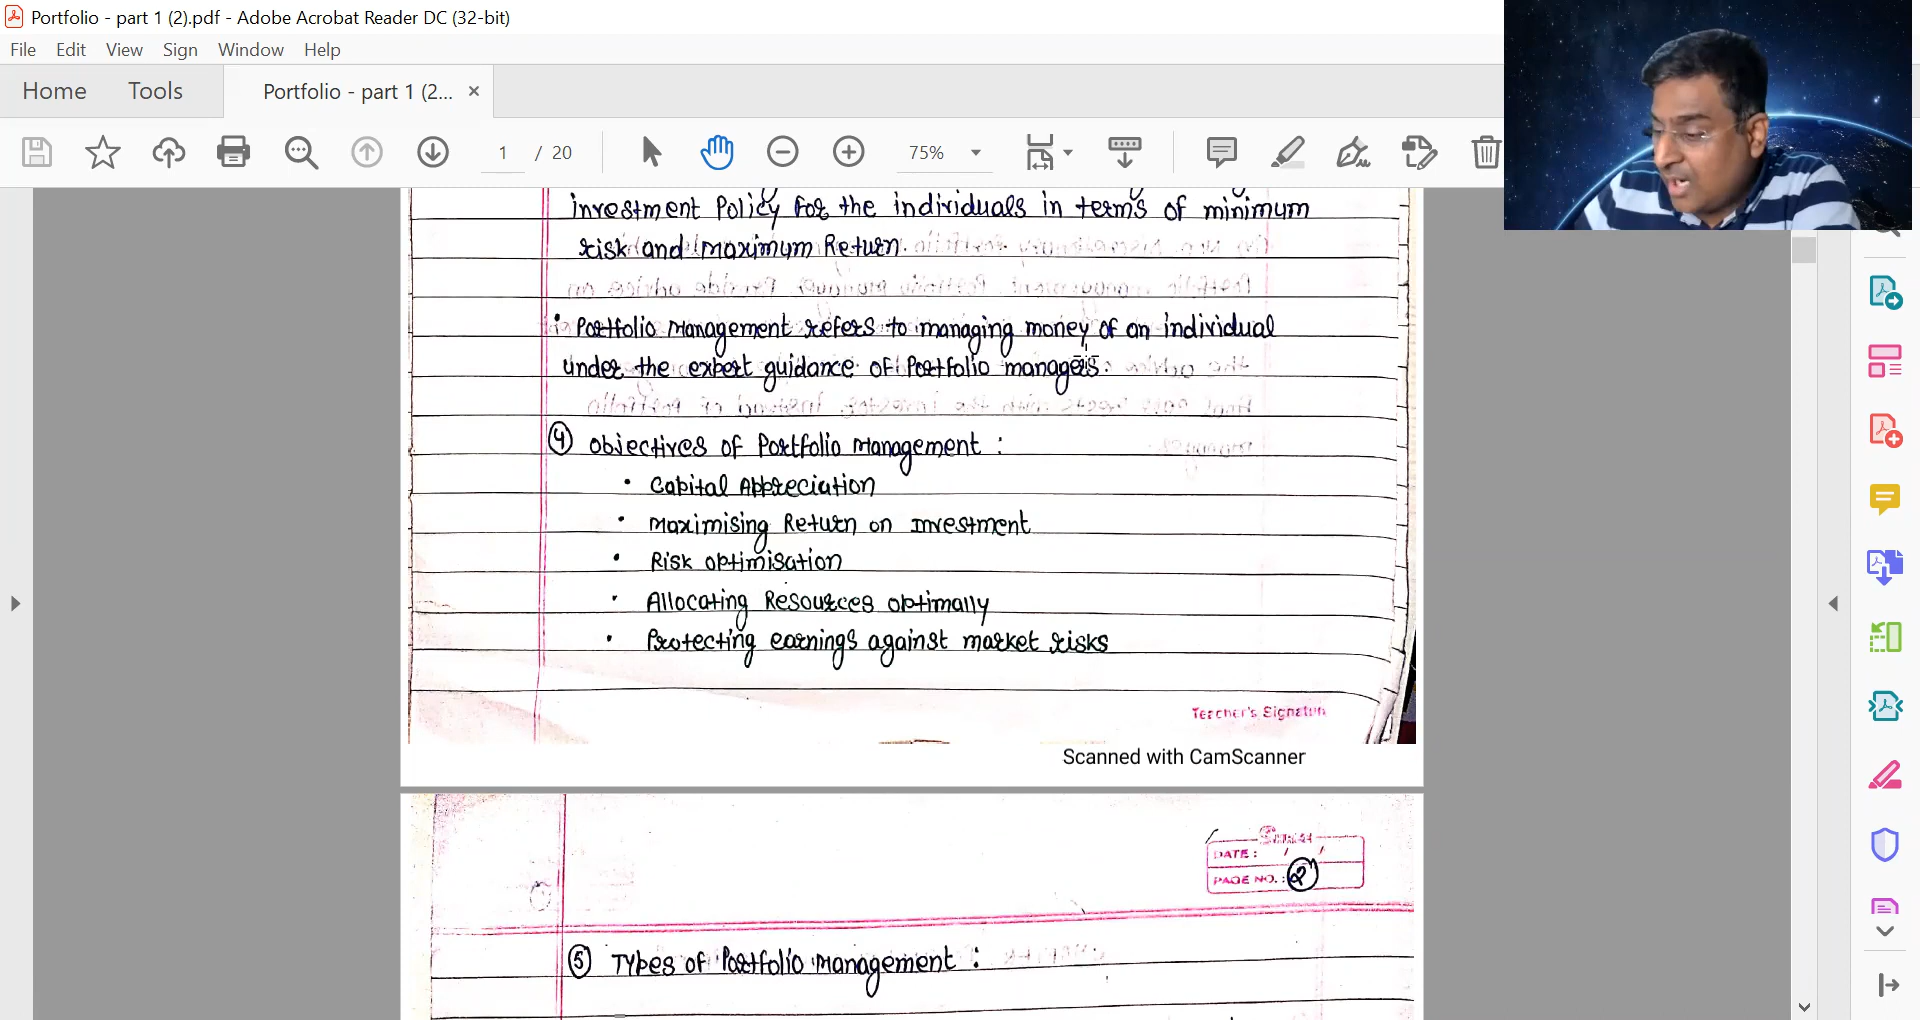 Portfolio - part 1 (2).pdf - Adobe Acrobat Reader DC (32-bit)
File Edit View Sign Window Help
Home Tools Portfolio - part 1 (2... ×
1 / 20 75%
investment Policy for the individuals in terms of minimum
risk and maximum Return.
• Portfolio Management refers to managing money of an individual
under the expert guidance of Portfolio managers.
④ Objectives of Portfolio Management :
• Capital Appreciation
• Maximising Return on Investment
• Risk optimisation
• Allocating Resources optimally
• Protecting earnings against market risks
Teacher's Signatur
Scanned with CamScanner
DATE : / /
PAGE NO. : 2
⑤ Types of Portfolio Management :